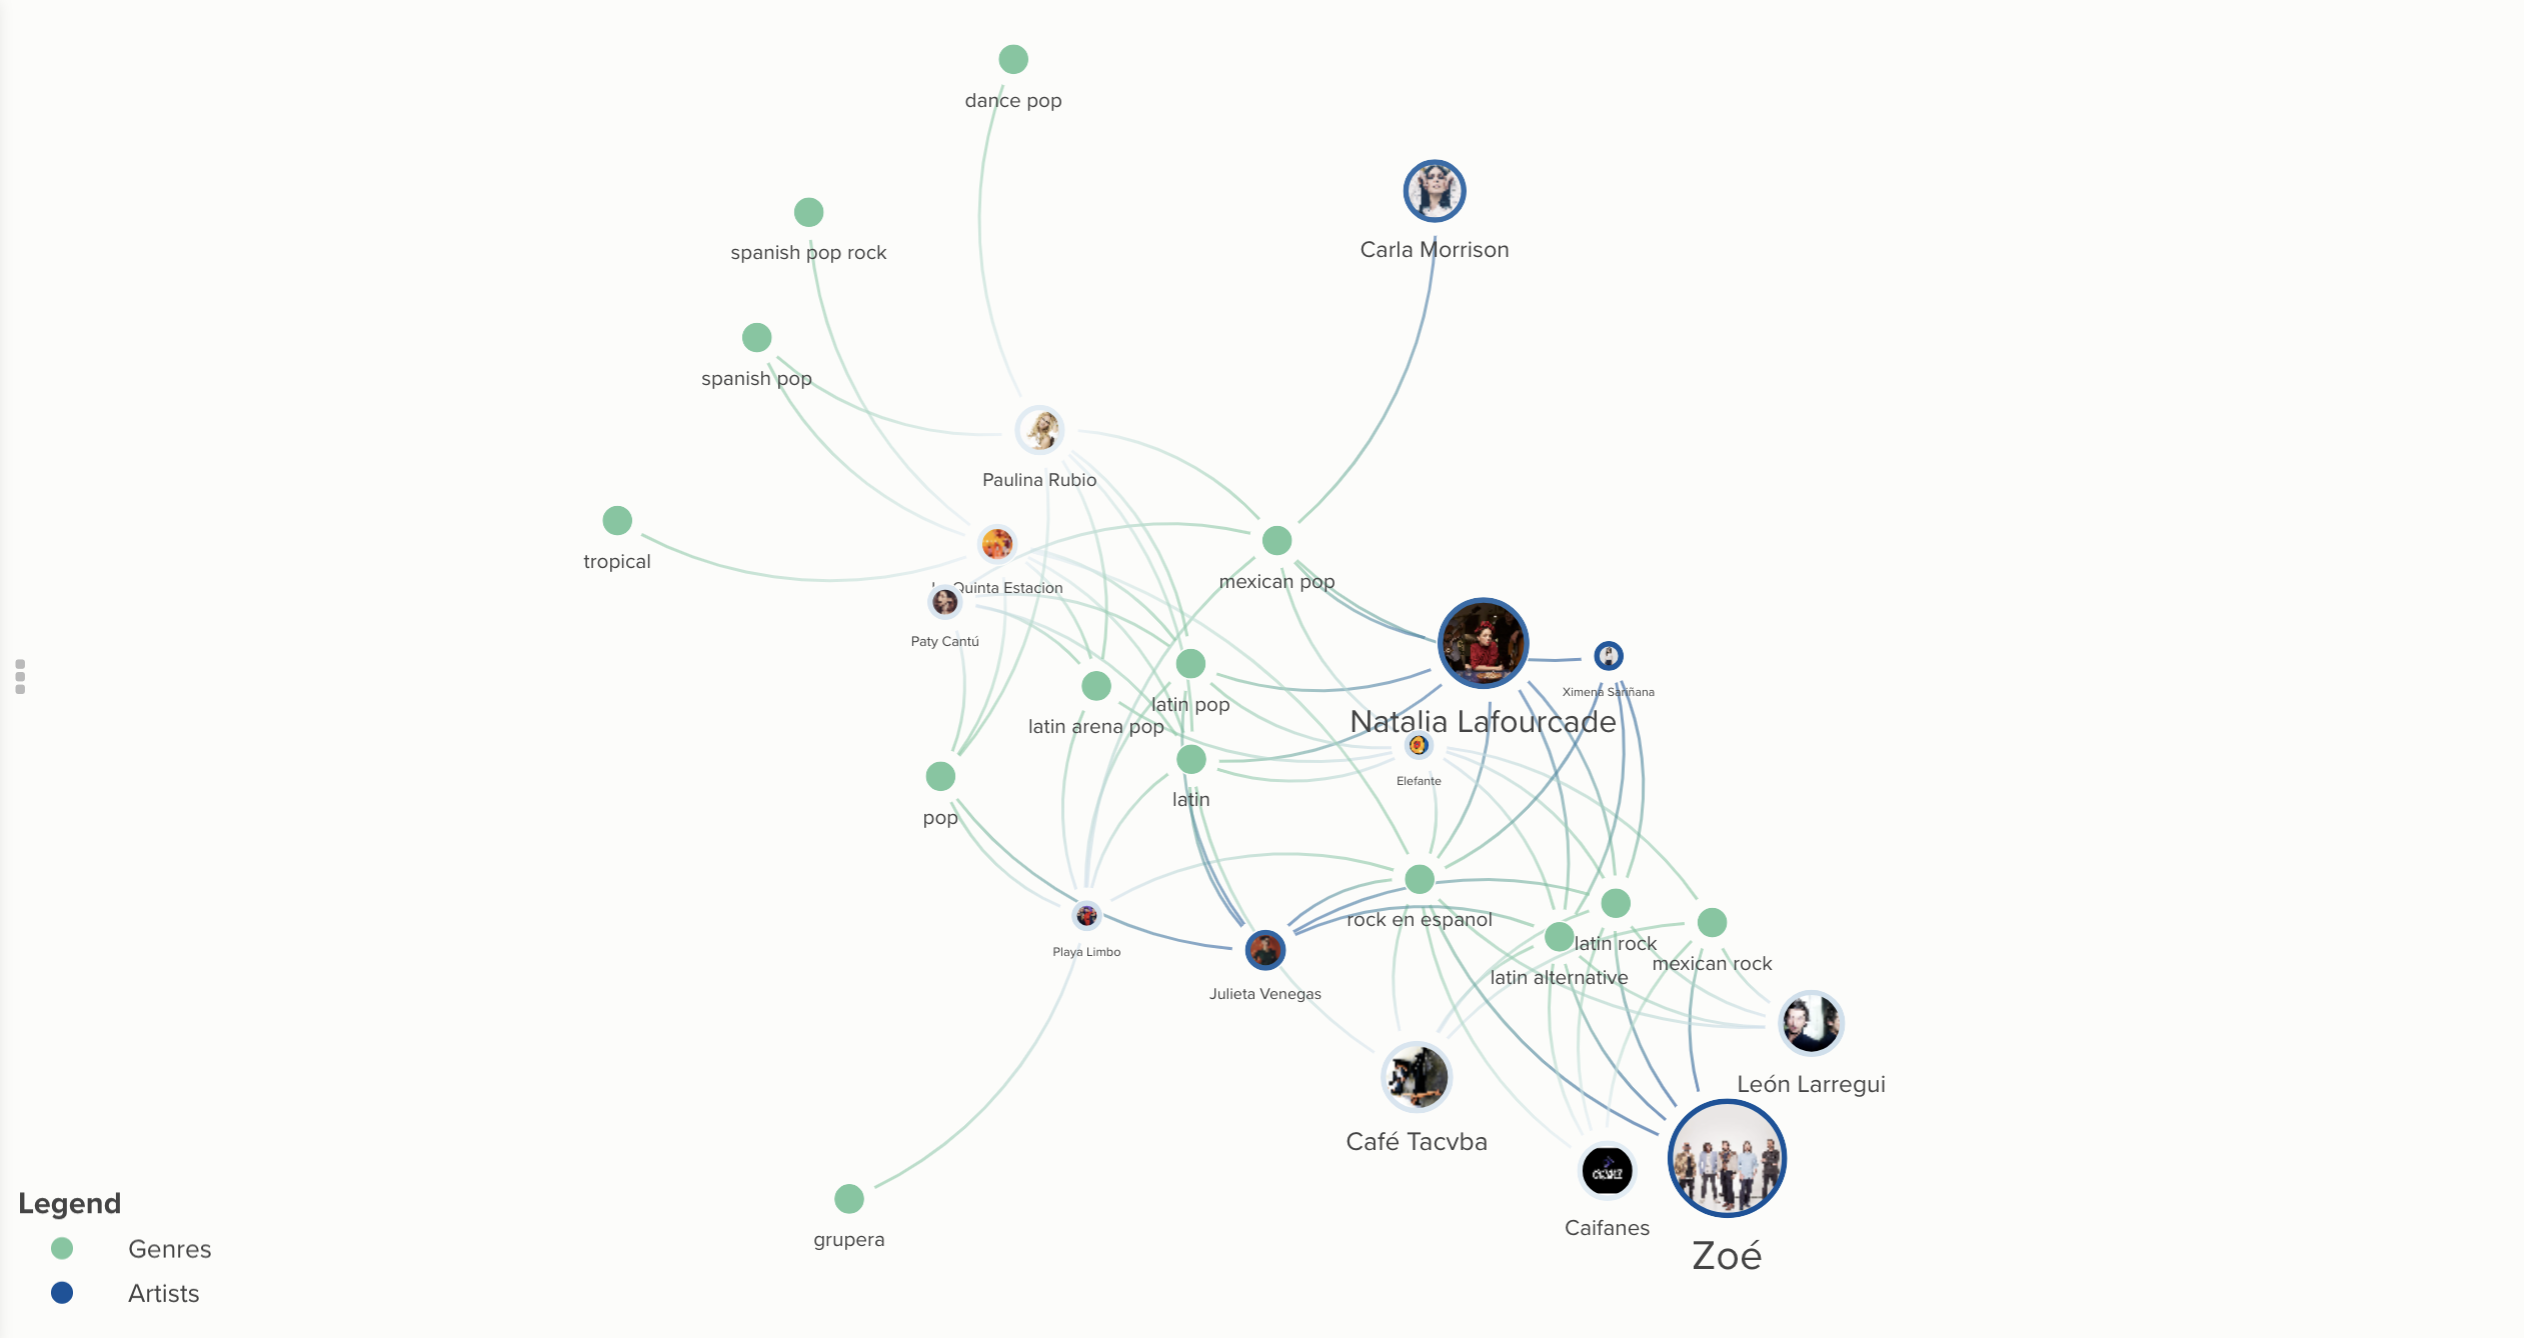 dance pop
Carla Morrison
spanish pop rock
spanish pop
Paulina Rubio
tropical
mexican pop
Quinta Estacion
Paty Cantú
Ximena Sariñana
latin pop
Natalia Lafourcade
latin arena pop
Elefante
latin
pop
rock en espanol
latin rock
Playa Limbo
mexican rock
latin alternative
Julieta Venegas
León Larregui
Café Tacvba
Legend
Caifanes
grupera
Genres
Zoé
Artists